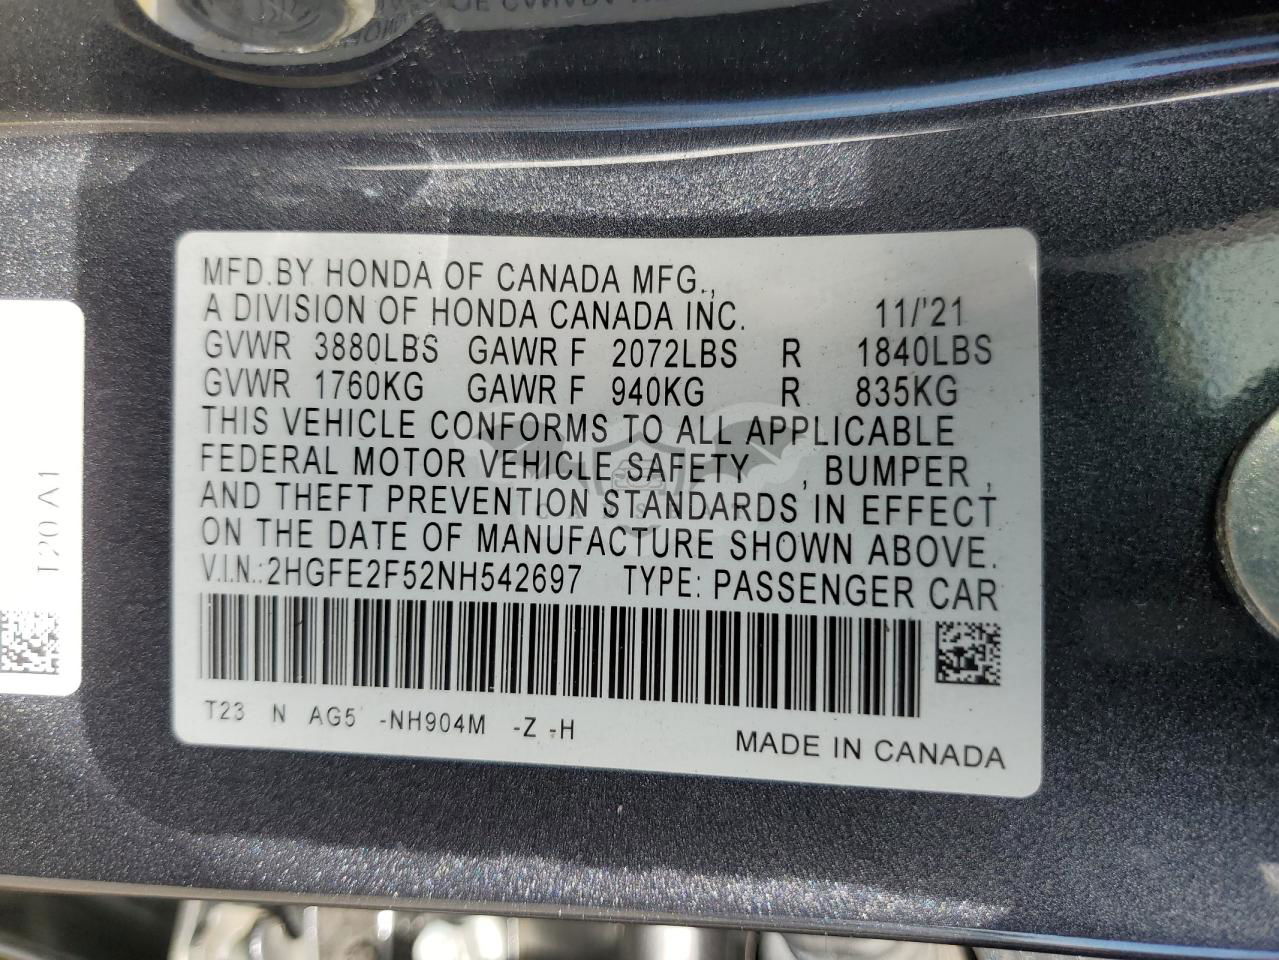 MFD.BY HONDA OF CANADA MFG.,
A DIVISION OF HONDA CANADA INC. 11/'21
GVWR 3880LBS GAWR F 2072LBS R 1840LBS
GVWR 1760KG GAWR F 940KG R 835KG
THIS VEHICLE CONFORMS TO ALL APPLICABLE
FEDERAL MOTOR VEHICLE SAFETY , BUMPER ,
AND THEFT PREVENTION STANDARDS IN EFFECT
ON THE DATE OF MANUFACTURE SHOWN ABOVE.
V.I.N.: 2HGFE2F52NH542697 TYPE: PASSENGER CAR
T23 N AG5 -NH904M -Z -H
MADE IN CANADA
T20 A1